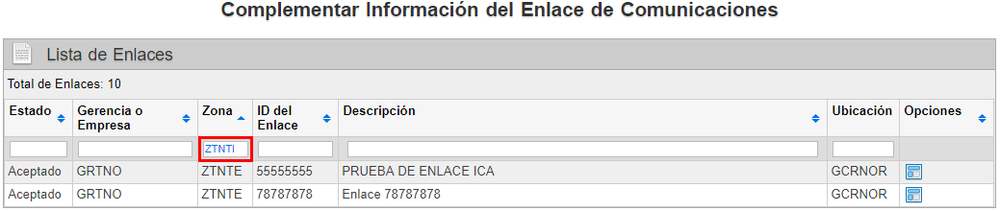 Complementar Información del Enlace de Comunicaciones
Lista de Enlaces
Total de Enlaces: 10
Estado Gerencia o Empresa Zona ID del Enlace Descripción Ubicación Opciones
ZTNTI
Aceptado GRTNO ZTNTE 55555555 PRUEBA DE ENLACE ICA GCRNOR
Aceptado GRTNO ZTNTE 78787878 Enlace 78787878 GCRNOR